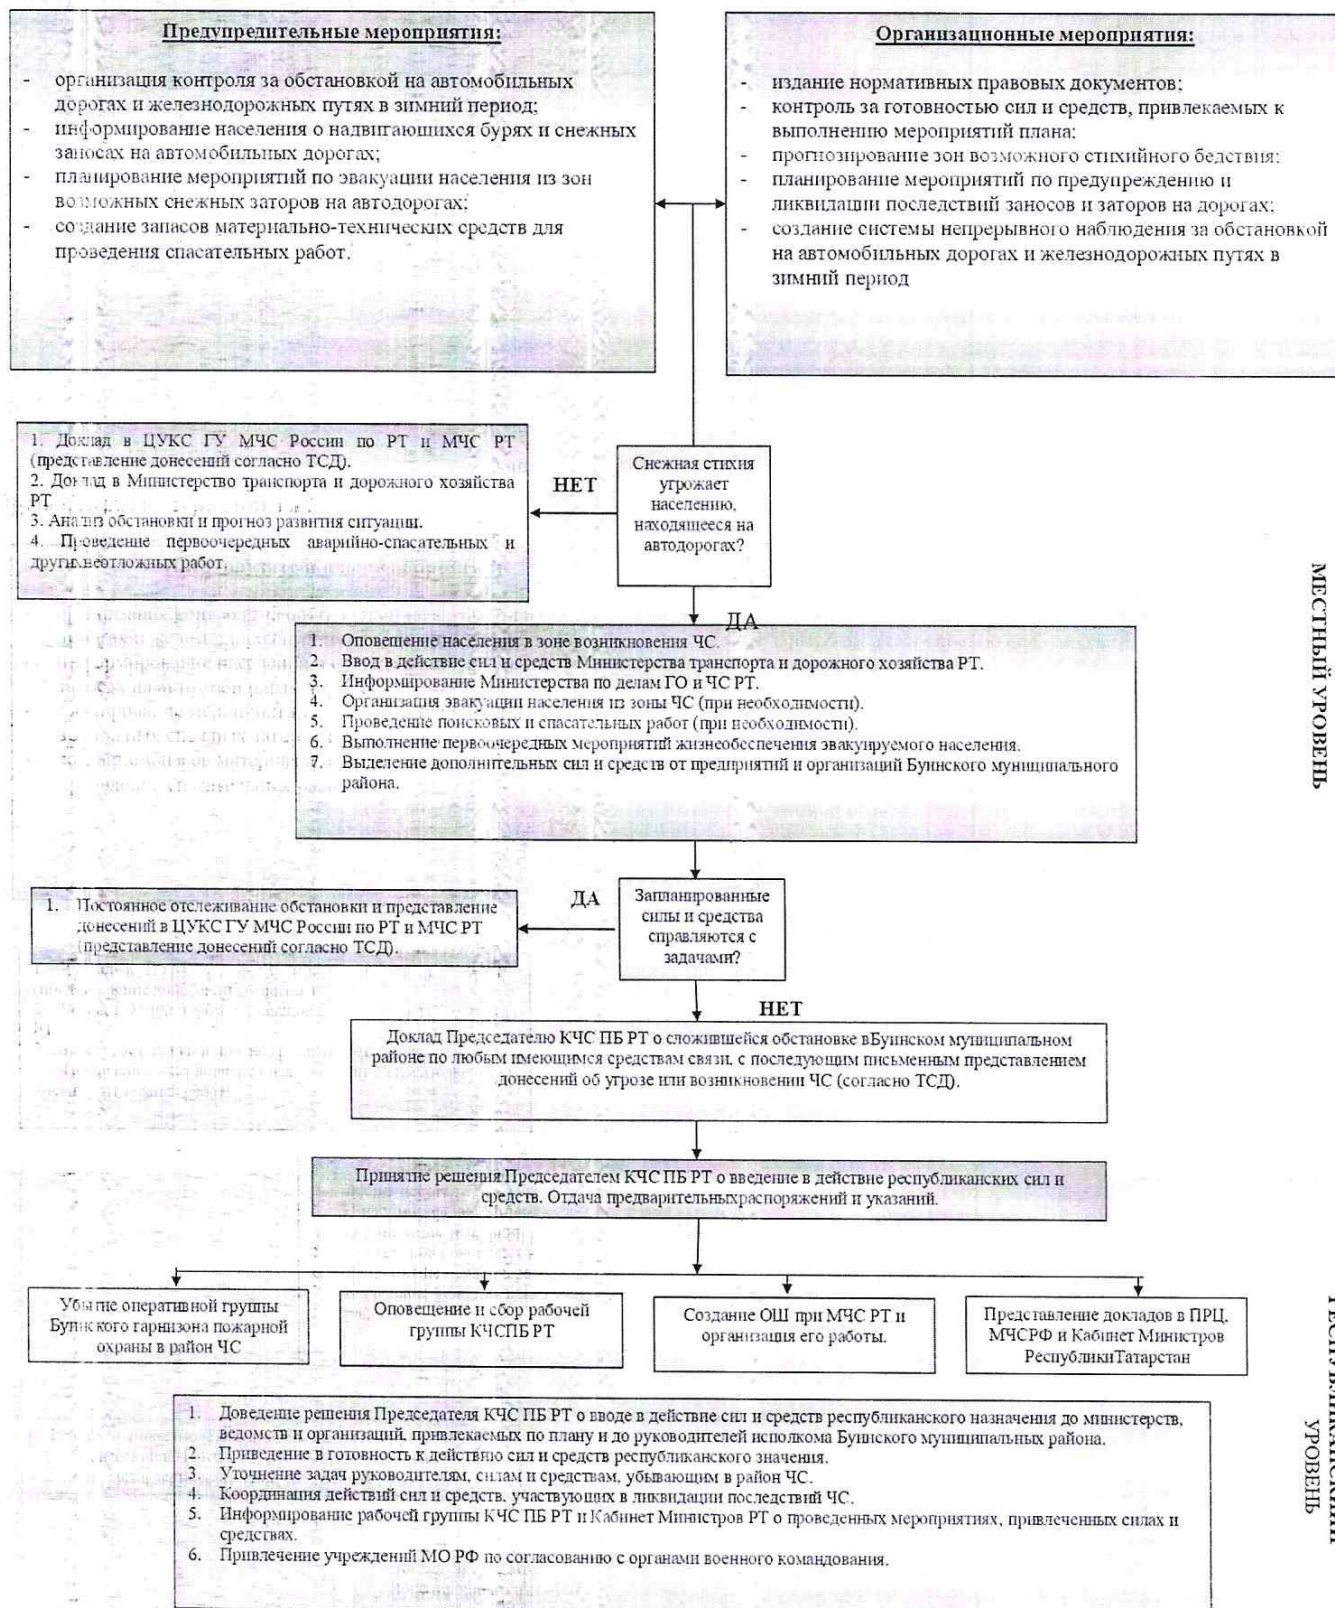 Предупредительные мероприятия:
- организация контроля за обстановкой на автомобильных
дорогах и железнодорожных путях в зимний период;
- информирование населения о надвигающихся бурях и снежных
заносах на автомобильных дорогах;
- планирование мероприятий по эвакуации населения из зон
возможных снежных заторов на автодорогах;
- создание запасов материально-технических средств для
проведения спасательных работ.
Организационные мероприятия:
- издание нормативных правовых документов;
- контроль за готовностью сил и средств, привлекаемых к
выполнению мероприятий плана;
- прогнозирование зон возможного стихийного бедствия;
- планирование мероприятий по предупреждению и
ликвидации последствий заносов и заторов на дорогах;
- создание системы непрерывного наблюдения за обстановкой
на автомобильных дорогах и железнодорожных путях в
зимний период
1. Доклад в ЦУКС ГУ МЧС России по РТ и МЧС РТ
(представление донесений согласно ТСД).
2. Доклад в Министерство транспорта и дорожного хозяйства
РТ
3. Анализ обстановки и прогноз развития ситуации.
4. Проведение первоочередных аварийно-спасательных и
других неотложных работ.
НЕТ
Снежная стихия
угрожает
населению,
находящееся на
автодорогах?
МЕСТНЫЙ УРОВЕНЬ
ДА
1. Оповещение населения в зоне возникновения ЧС.
2. Ввод в действие сил и средств Министерства транспорта и дорожного хозяйства РТ.
3. Информирование Министерства по делам ГО и ЧС РТ.
4. Организация эвакуации населения из зоны ЧС (при необходимости).
5. Проведение поисковых и спасательных работ (при необходимости).
6. Выполнение первоочередных мероприятий жизнеобеспечения эвакуируемого населения.
7. Выделение дополнительных сил и средств от предприятий и организаций Буинского муниципального
района.
1. Постоянное отслеживание обстановки и представление
донесений в ЦУКС ГУ МЧС России по РТ и МЧС РТ
(представление донесений согласно ТСД).
ДА
Запланированные
силы и средства
справляются с
задачами?
НЕТ
Доклад Председателю КЧС ПБ РТ о сложившейся обстановке вБуинском муниципальном
районе по любым имеющимся средствам связи, с последующим письменным представлением
донесений об угрозе или возникновении ЧС (согласно ТСД).
Принятие решения Председателем КЧС ПБ РТ о введение в действие республиканских сил и
средств. Отдача предварительныхраспоряжений и указаний.
Убытие оперативной группы
Буинского гарнизона пожарной
охраны в район ЧС
Оповещение и сбор рабочей
группы КЧСПБ РТ
Создание ОШ при МЧС РТ и
организация его работы.
Представление докладов в ПРЦ,
МЧСРФ и Кабинет Министров
РеспубликиТатарстан
РЕСПУБЛИКАНСКИЙ
УРОВЕНЬ
1. Доведение решения Председателя КЧС ПБ РТ о вводе в действие сил и средств республиканского назначения до министерств,
ведомств и организаций, привлекаемых по плану и до руководителей исполкома Буинского муниципальных района.
2. Приведение в готовность к действию сил и средств республиканского значения.
3. Уточнение задач руководителям, силам и средствам, убывающим в район ЧС.
4. Координация действий сил и средств, участвующих в ликвидации последствий ЧС.
5. Информирование рабочей группы КЧС ПБ РТ и Кабинет Министров РТ о проведенных мероприятиях, привлеченных силах и
средствах.
6. Привлечение учреждений МО РФ по согласованию с органами военного командования.